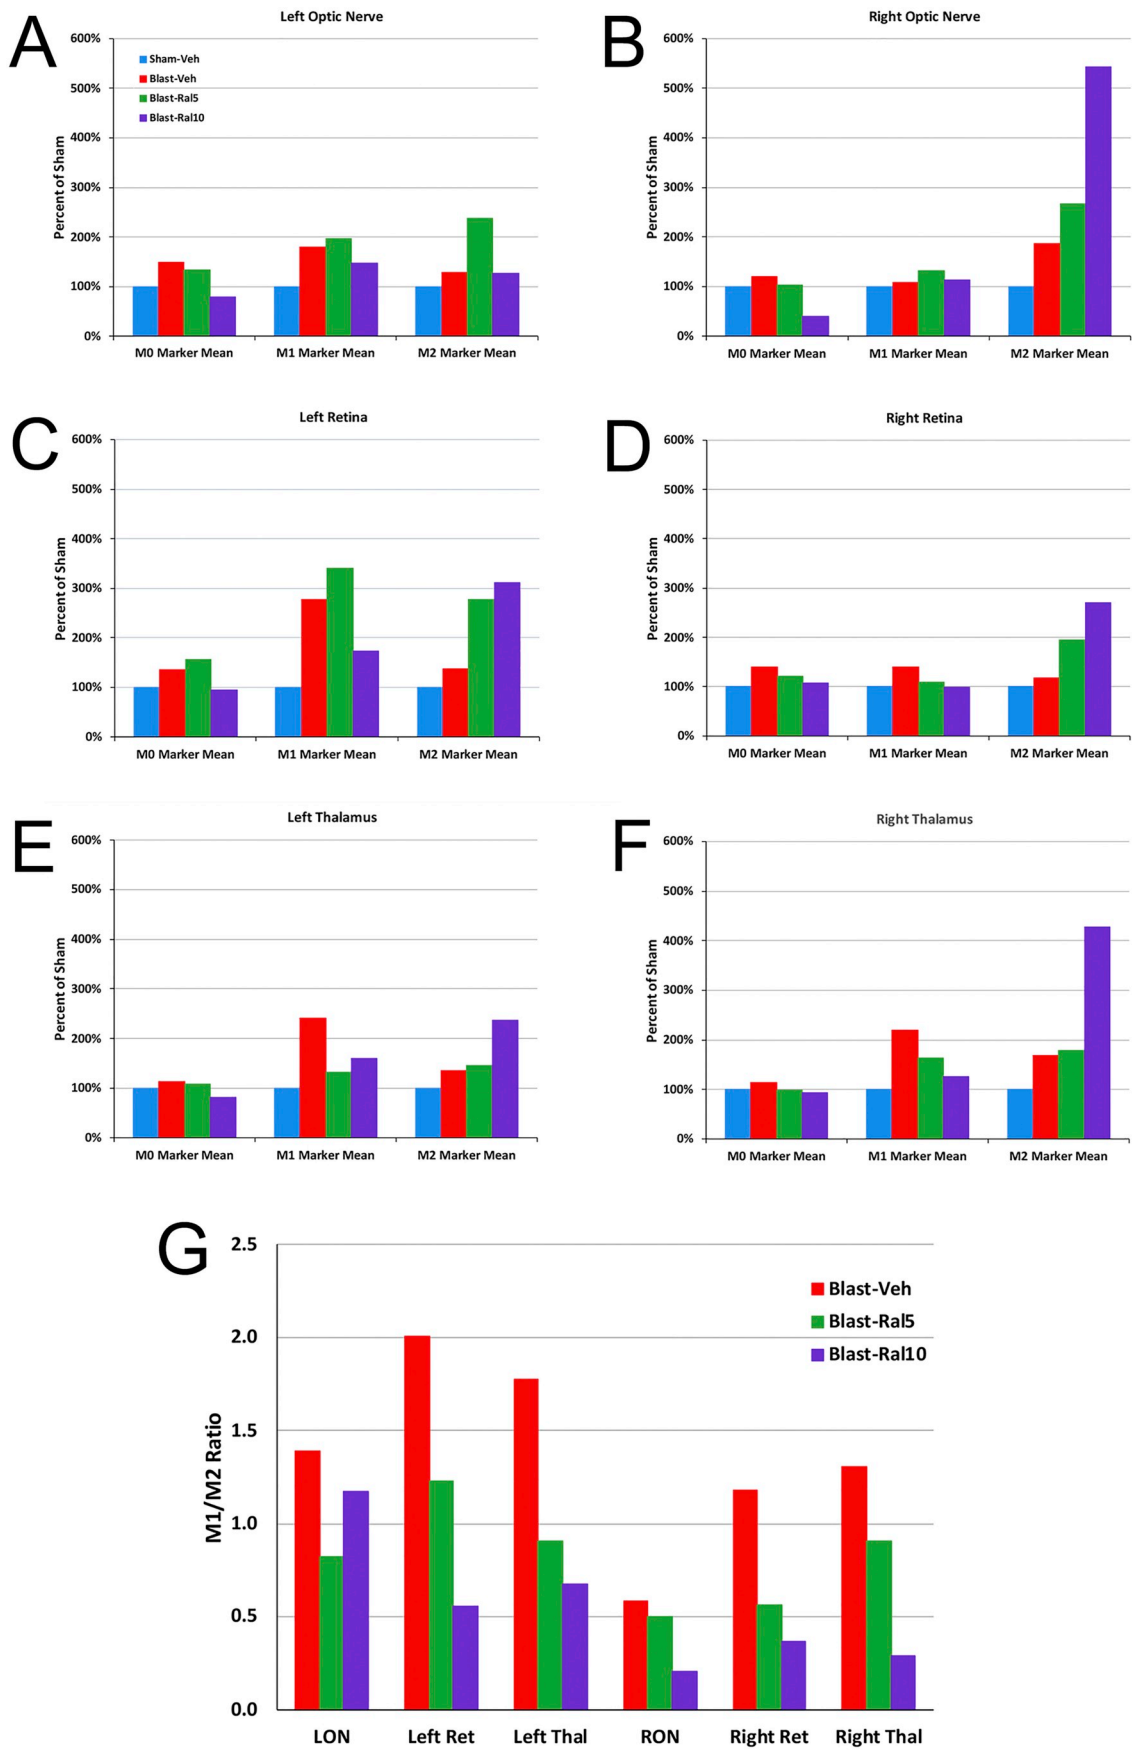 A
Left Optic Nerve
600%
500%
400%
300%
200%
100%
0%
Percent of Sham
Sham-Veh
Blast-Veh
Blast-Ral5
Blast-Ral10
M0 Marker Mean M1 Marker Mean M2 Marker Mean
B
Right Optic Nerve
600%
500%
400%
300%
200%
100%
0%
Percent of Sham
M0 Marker Mean M1 Marker Mean M2 Marker Mean
C
Left Retina
600%
500%
400%
300%
200%
100%
0%
Percent of Sham
M0 Marker Mean M1 Marker Mean M2 Marker Mean
D
Right Retina
600%
500%
400%
300%
200%
100%
0%
Percent of Sham
M0 Marker Mean M1 Marker Mean M2 Marker Mean
E
Left Thalamus
600%
500%
400%
300%
200%
100%
0%
Percent of Sham
M0 Marker Mean M1 Marker Mean M2 Marker Mean
F
Right Thalamus
600%
500%
400%
300%
200%
100%
0%
Percent of Sham
M0 Marker Mean M1 Marker Mean M2 Marker Mean
G
2.5
2.0
1.5
1.0
0.5
0.0
M1/M2 Ratio
Blast-Veh
Blast-Ral5
Blast-Ral10
LON Left Ret Left Thal RON Right Ret Right Thal